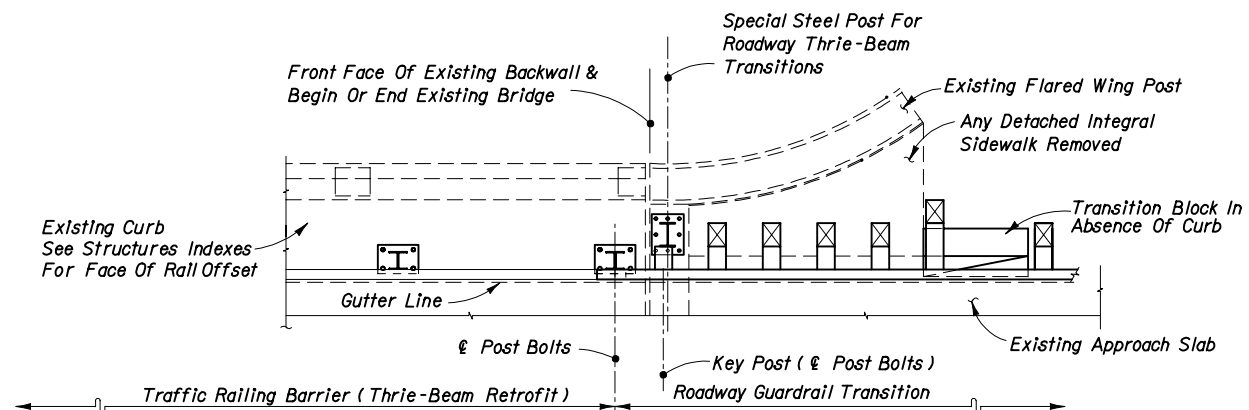 Special Steel Post For
Roadway Thrie-Beam
Transitions
Front Face Of Existing Backwall &
Begin Or End Existing Bridge
Existing Flared Wing Post
Any Detached Integral
Sidewalk Removed
Existing Curb
See Structures Indexes
For Face Of Rail Offset
Transition Block In
Absence Of Curb
Gutter Line
℄ Post Bolts
Existing Approach Slab
Key Post ( ℄ Post Bolts )
Traffic Railing Barrier ( Thrie-Beam Retrofit )
Roadway Guardrail Transition